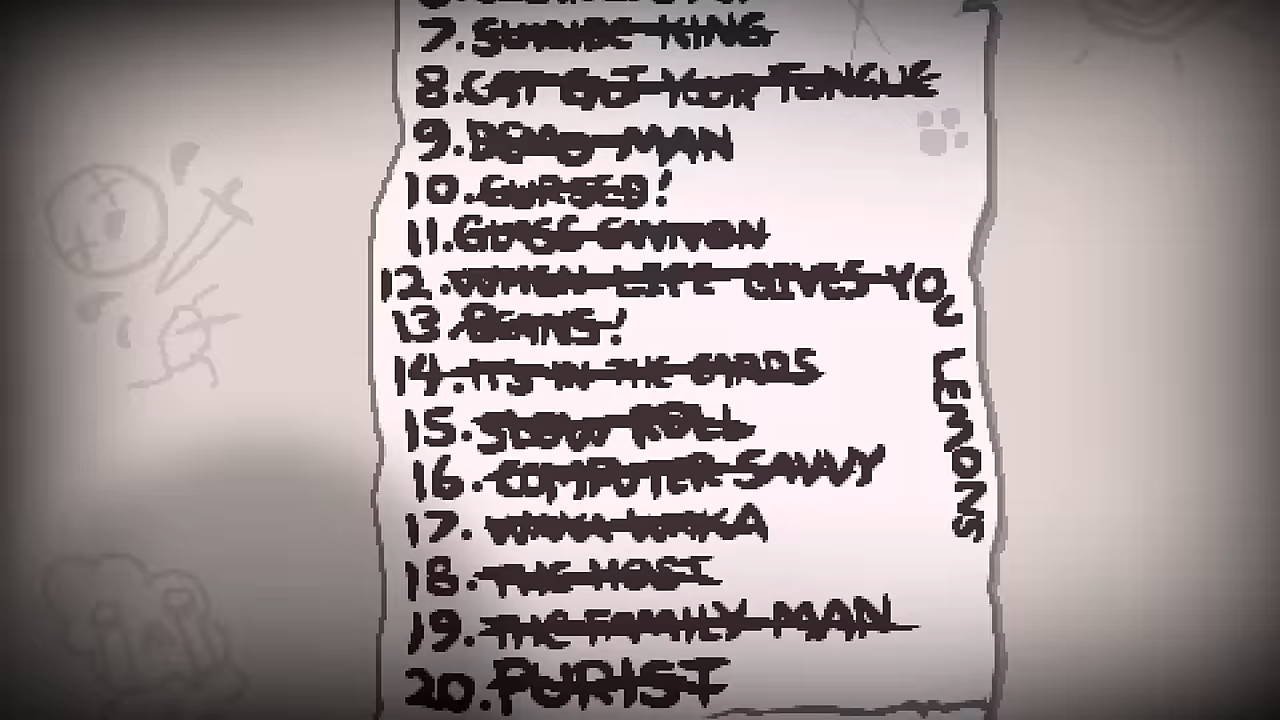 7. SUICIDE KING
8. CAT GOT YOUR TONGUE
9. DEAD MAN
10. CURSED!
11. GLASS CANNON
12. WHEN LIFE GIVES YOU LEMONS
13. BEANS!
14. ITS IN THE CARDS
15. SLOW ROLL
16. COMPUTER SAVVY
17. WAKA WAKA
18. THE HOST
19. THE FAMILY MAN
20. PURIST